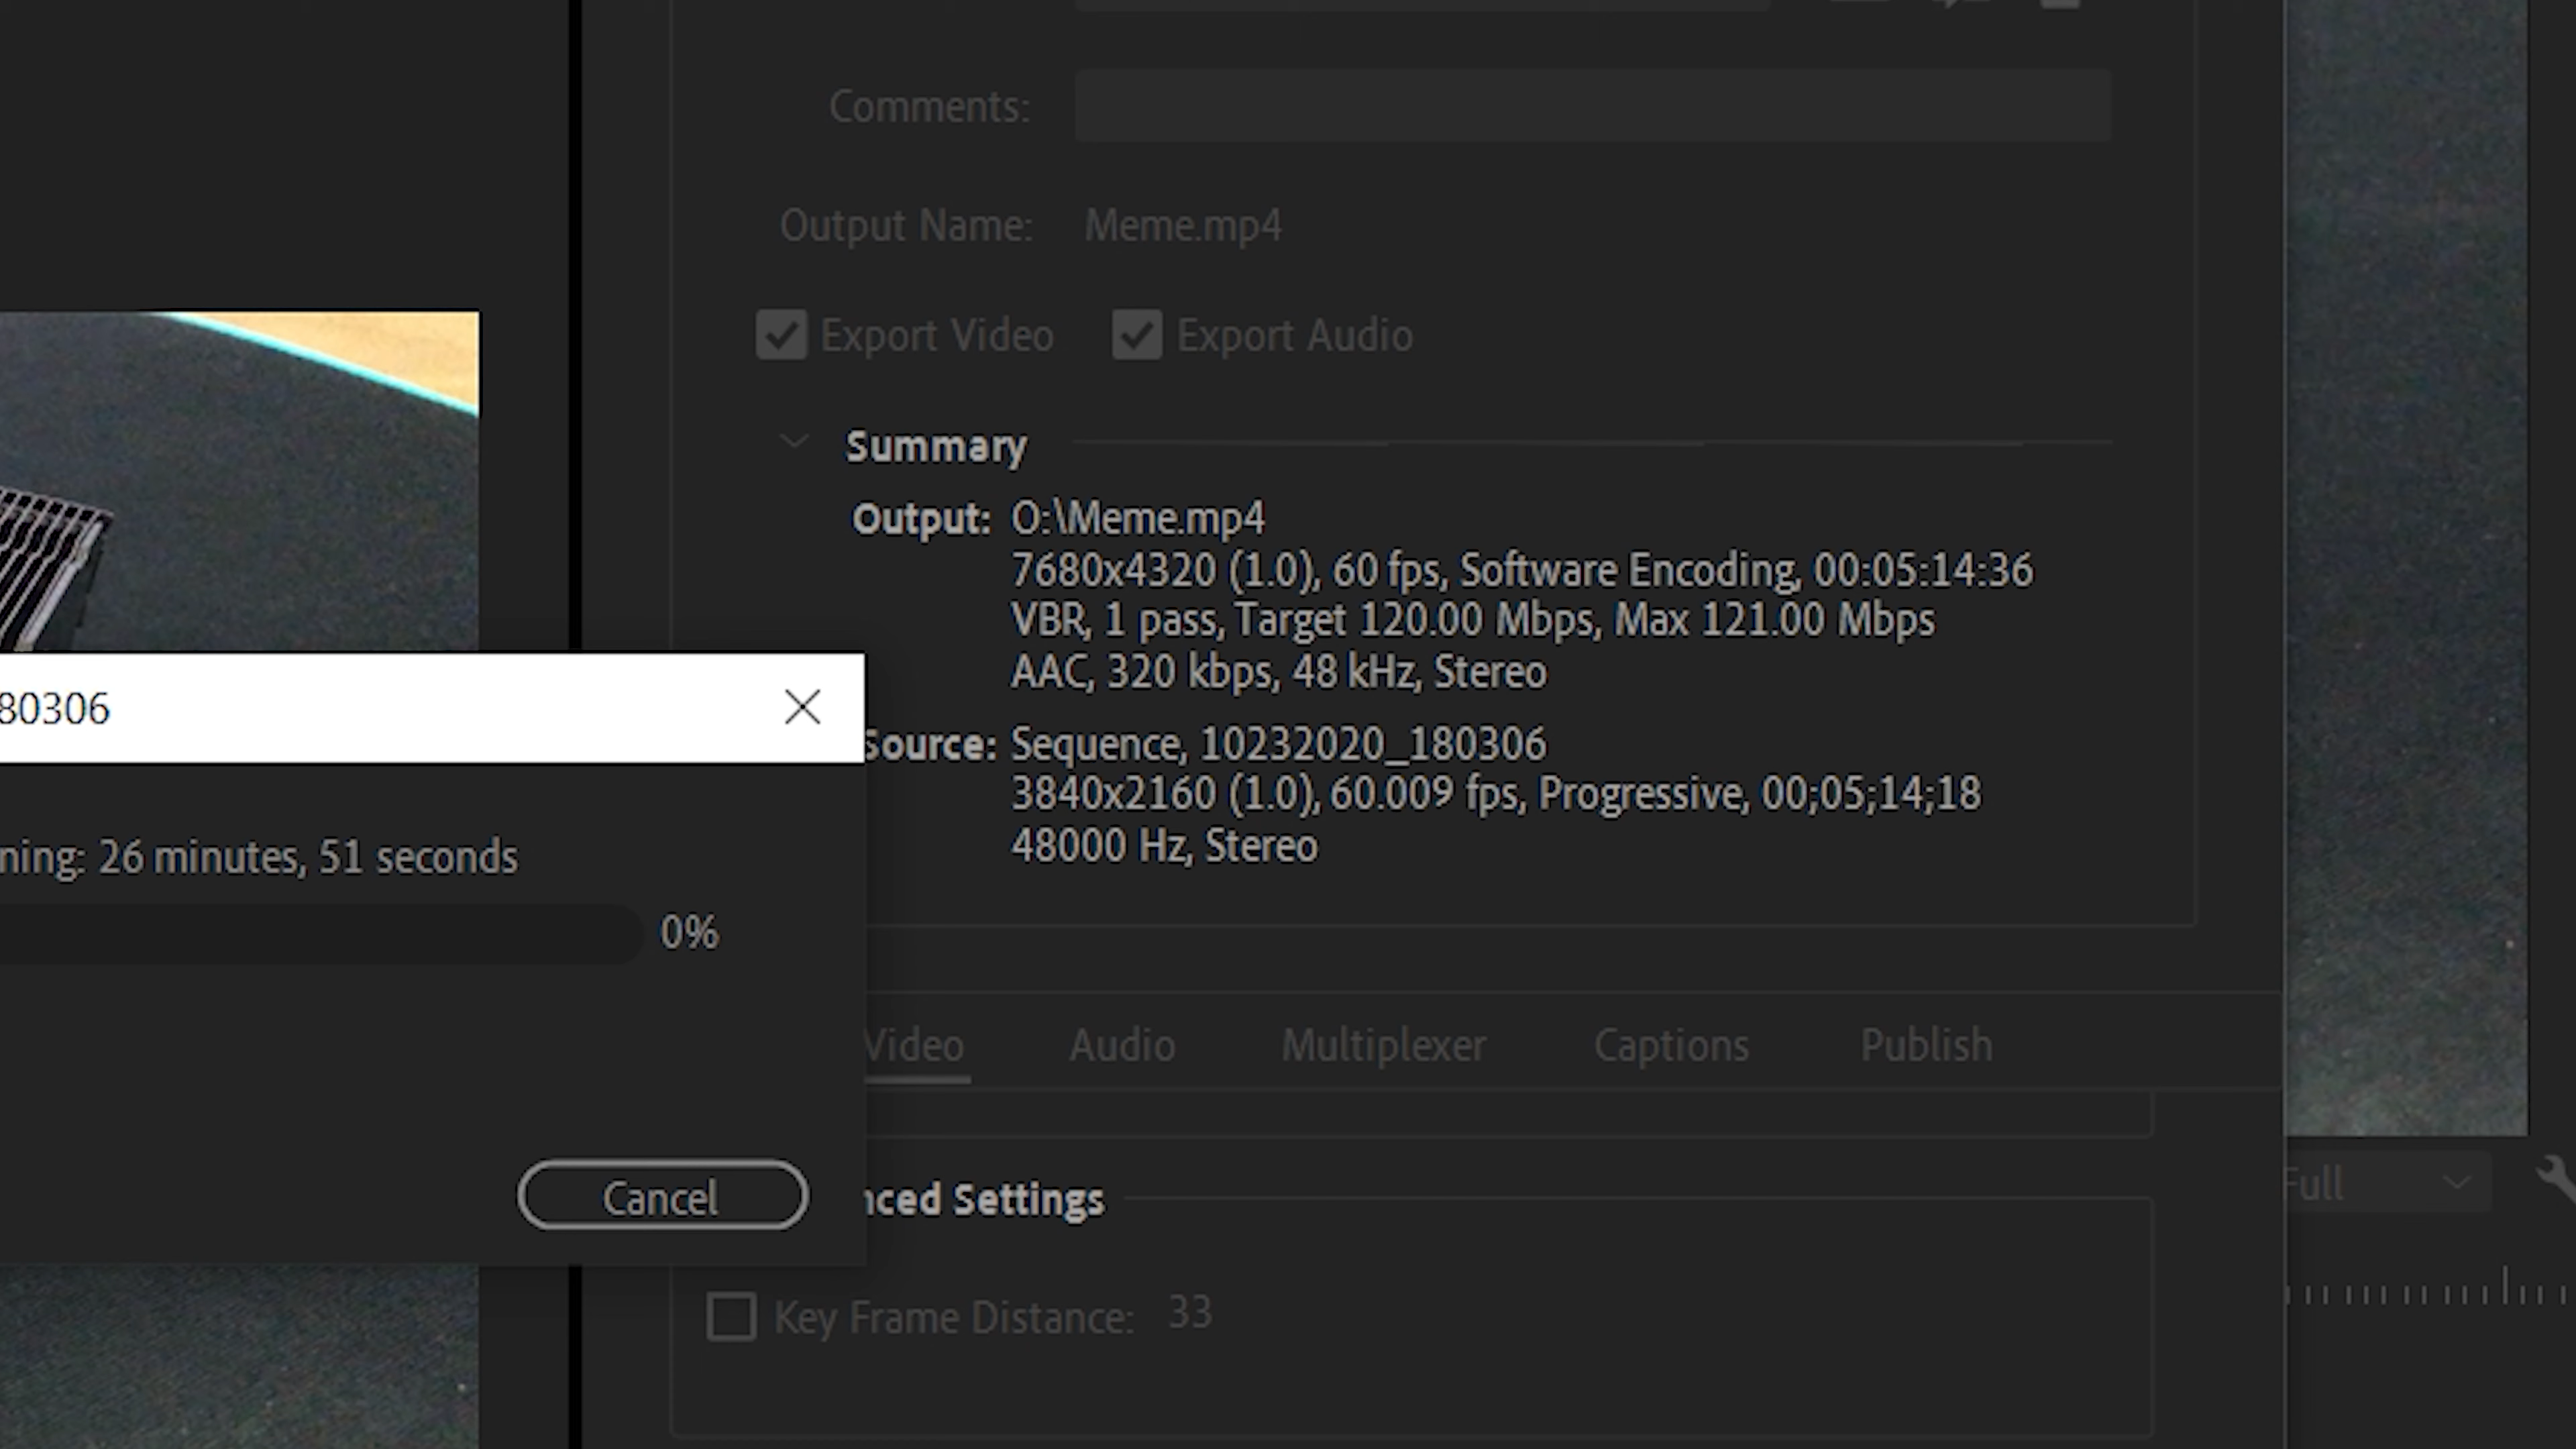 Comments:
Output Name: Meme.mp4
Export Video Export Audio
Summary
Output: O:\Meme.mp4
7680x4320 (1.0), 60 fps, Software Encoding, 00:05:14:36
VBR, 1 pass, Target 120.00 Mbps, Max 121.00 Mbps
AAC, 320 kbps, 48 kHz, Stereo
80306
Source: Sequence, 10232020_180306
3840x2160 (1.0), 60.009 fps, Progressive, 00;05;14;18
48000 Hz, Stereo
ning: 26 minutes, 51 seconds
0%
Video Audio Multiplexer Captions Publish
Cancel
nced Settings
Full
Key Frame Distance: 33